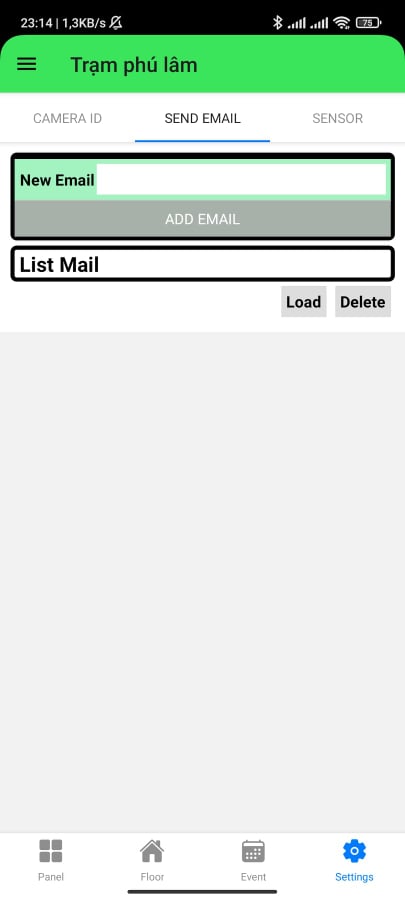 23:14 | 1,3KB/s
75
Trạm phú lâm
CAMERA ID
SEND EMAIL
SENSOR
New Email
ADD EMAIL
List Mail
Load
Delete
Panel
Floor
Event
Settings